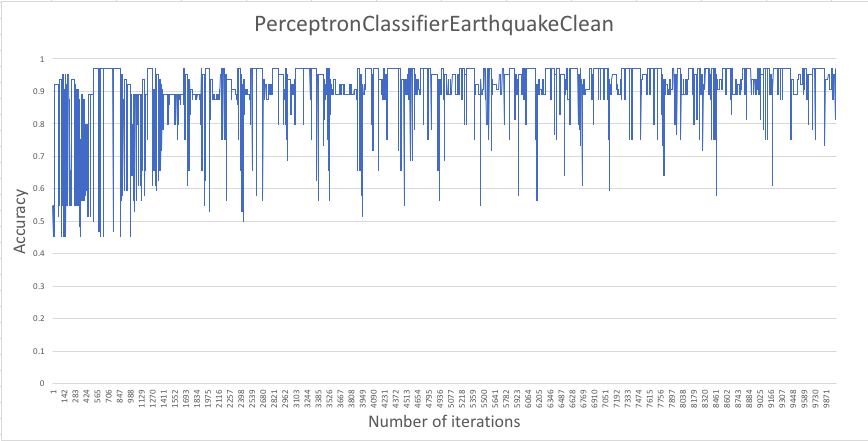 PerceptronClassifierEarthquakeClean
1
0.9
0.8
0.7
0.6
0.5
0.4
0.3
0.2
0.1
0
Accuracy
1 142 283 424 565 706 847 988 1129 1270 1411 1552 1693 1834 1975 2116 2257 2398 2539 2680 2821 2962 3103 3244 3385 3526 3667 3808 3949 4090 4231 4372 4513 4654 4795 4936 5077 5218 5359 5500 5641 5782 5923 6064 6205 6346 6487 6628 6769 6910 7051 7192 7333 7474 7615 7756 7897 8038 8179 8320 8461 8602 8743 8884 9025 9166 9307 9448 9589 9730 9871
Number of iterations